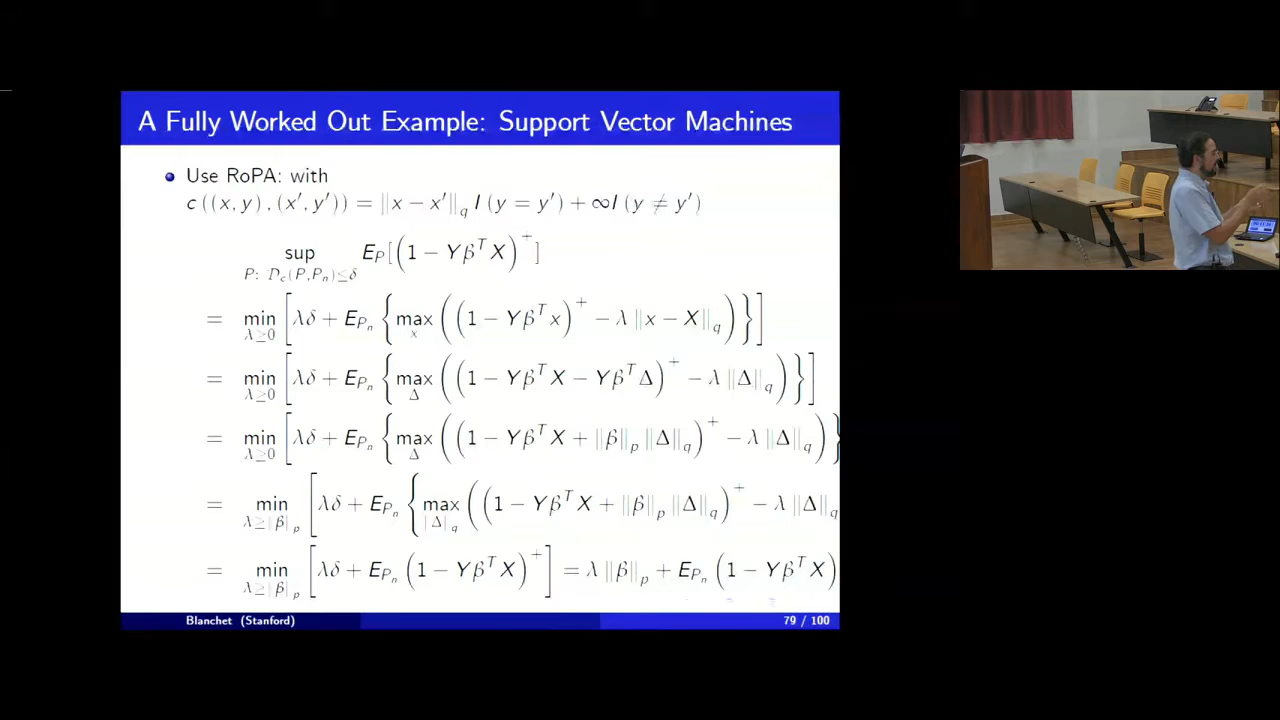 A Fully Worked Out Example: Support Vector Machines
Use RoPA: with
c ((x, y) , (x′, y′)) = ‖x − x′‖_q I (y = y′) + ∞I (y ≠ y′)
sup_{P: D_c(P,P_n)≤δ} E_P[(1 − Yβ^T X)^+]
= min_{λ≥0} [λδ + E_{P_n} {max_x ((1 − Yβ^T x)^+ − λ ‖x − X‖_q)}]
= min_{λ≥0} [λδ + E_{P_n} {max_Δ ((1 − Yβ^T X − Yβ^T Δ)^+ − λ ‖Δ‖_q)}]
= min_{λ≥0} [λδ + E_{P_n} {max_Δ ((1 − Yβ^T X + ‖β‖_p ‖Δ‖_q)^+ − λ ‖Δ‖_q)}
= min_{λ≥‖β‖_p} [λδ + E_{P_n} {max_{‖Δ‖_q} ((1 − Yβ^T X + ‖β‖_p ‖Δ‖_q)^+ − λ ‖Δ‖_q
= min_{λ≥‖β‖_p} [λδ + E_{P_n} (1 − Yβ^T X)^+] = λ ‖β‖_p + E_{P_n} (1 − Yβ^T X)
Blanchet (Stanford) 79 / 100